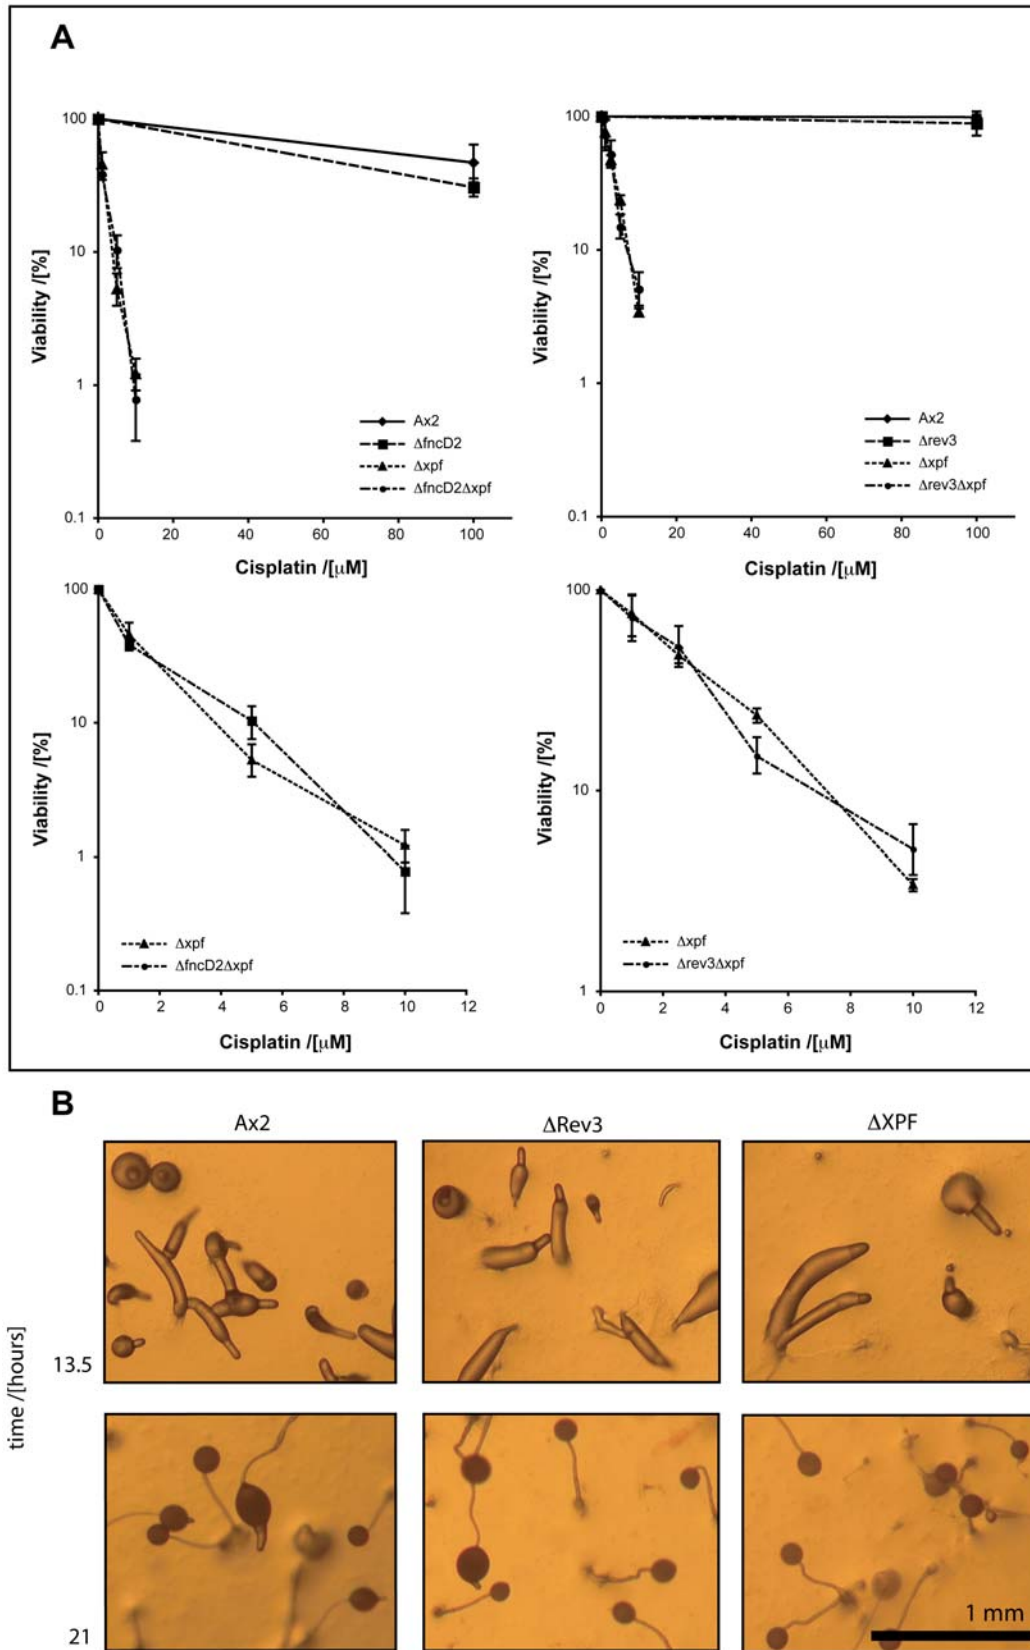 A
100
10
1
0.1
Viability /[%]
0 20 40 60 80 100
Cisplatin /[μM]
Ax2
ΔfncD2
Δxpf
ΔfncD2Δxpf
100
10
1
0.1
Viability /[%]
0 20 40 60 80 100
Cisplatin /[μM]
Ax2
Δrev3
Δxpf
Δrev3Δxpf
100
10
1
0.1
Viability /[%]
0 2 4 6 8 10 12
Cisplatin /[μM]
Δxpf
ΔfncD2Δxpf
100
10
1
Viability /[%]
0 2 4 6 8 10 12
Cisplatin /[μM]
Δxpf
Δrev3Δxpf
B
Ax2 ΔRev3 ΔXPF
time /[hours]
13.5
21
1 mm